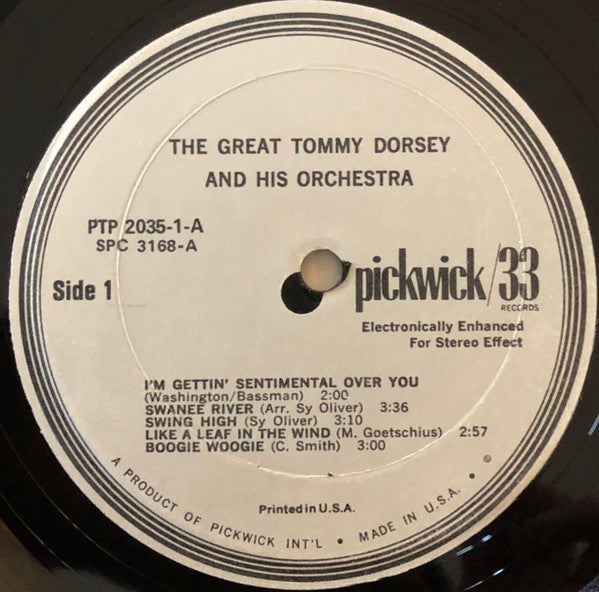 THE GREAT TOMMY DORSEY
AND HIS ORCHESTRA
PTP 2035-1-A
SPC 3168-A
Side 1
pickwick/33
RECORDS
Electronically Enhanced
For Stereo Effect
I'M GETTIN' SENTIMENTAL OVER YOU
(Washington/Bassman) 2:00
SWANEE RIVER (Arr. Sy Oliver) 3:36
SWING HIGH (Sy Oliver) 3:10
LIKE A LEAF IN THE WIND (M. Goetschius) 2:57
BOOGIE WOOGIE (C. Smith) 3:00
Printed in U.S.A.
A PRODUCT OF PICKWICK INT'L • MADE IN U.S.A. •